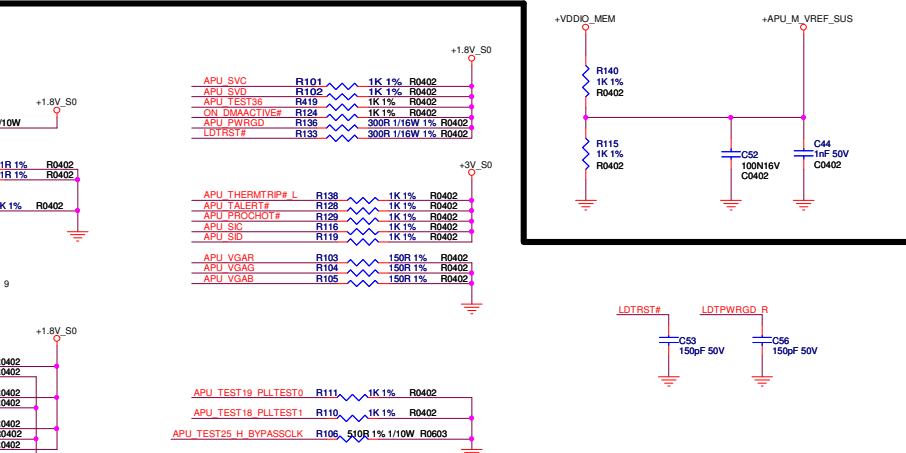 +VDDIO_MEM
+APU_M_VREF_SUS
R140
1K 1%
R0402
R115
1K 1%
R0402
C52
100N16V
C0402
C44
1nF 50V
C0402
+1.8V_S0
APU_SVC R101 1K 1% R0402
APU_SVD R102 1K 1% R0402
APU_TEST36 R419 1K 1% R0402
ON_DMAACTIVE# R124 1K 1% R0402
APU_PWRGD R136 300R 1/16W 1% R0402
LDTRST# R133 300R 1/16W 1% R0402
+1.8V_S0
/10W
1R 1% R0402
1R 1% R0402
K 1% R0402
+3V_S0
APU_THERMTRIP#_L R138 1K 1% R0402
APU_TALERT# R128 1K 1% R0402
APU_PROCHOT# R129 1K 1% R0402
APU_SIC R116 1K 1% R0402
APU_SID R119 1K 1% R0402
APU_VGAR R103 150R 1% R0402
APU_VGAG R104 150R 1% R0402
APU_VGAB R105 150R 1% R0402
9
LDTRST#
LDTPWRGD_R
C53
150pF 50V
C56
150pF 50V
+1.8V_S0
0402
0402
0402
0402
0402
0402
0402
APU_TEST19_PLLTEST0 R111 1K 1% R0402
APU_TEST18_PLLTEST1 R110 1K 1% R0402
APU_TEST25_H_BYPASSCLK R106 510R 1% 1/10W R0603